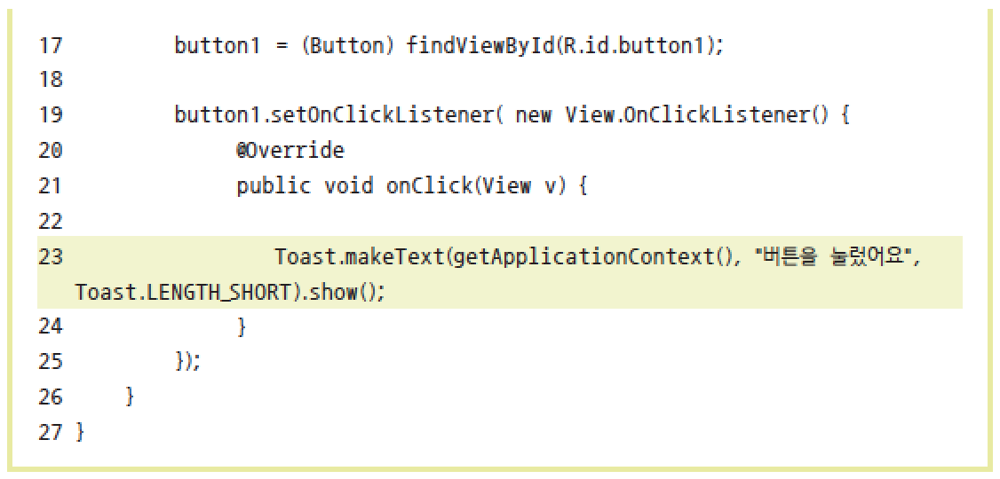 17 button1 = (Button) findViewById(R.id.button1);
18
19 button1.setOnClickListener( new View.OnClickListener() {
20 @Override
21 public void onClick(View v) {
22
23 Toast.makeText(getApplicationContext(), "버튼을 눌렀어요",
Toast.LENGTH_SHORT).show();
24 }
25 });
26 }
27 }